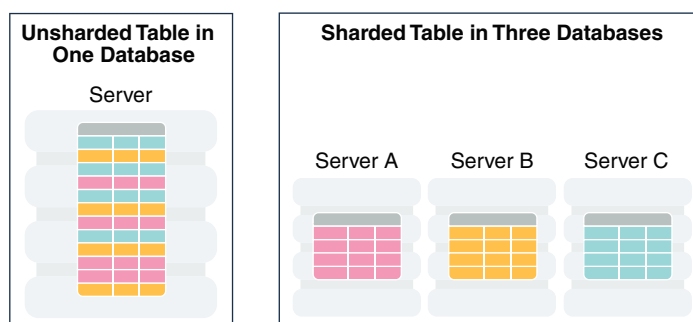 Unsharded Table in
One Database
Server
Sharded Table in Three Databases
Server A
Server B
Server C